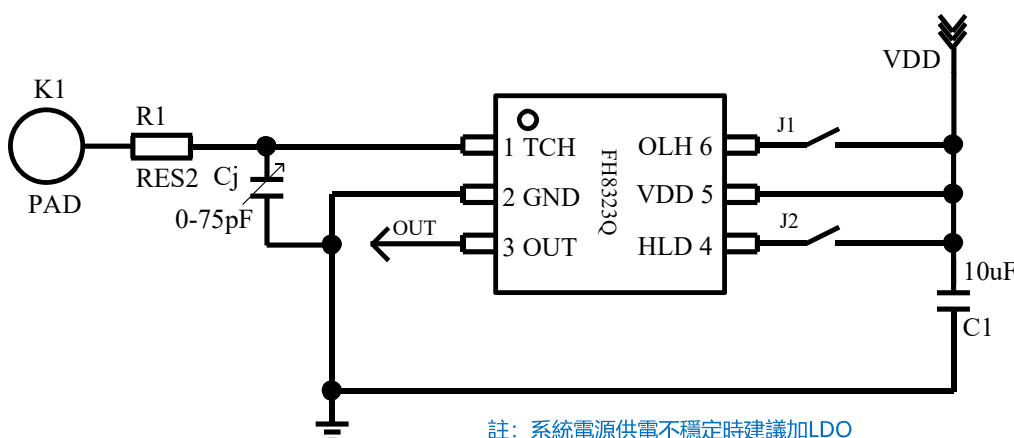 VDD
K1
R1
J1
1 TCH
OLH 6
RES2
Cj
PAD
0-75pF
2 GND
FH8323Q
VDD 5
J2
OUT
3 OUT
HLD 4
10uF
C1
註：系統電源供電不穩定時建議加LDO